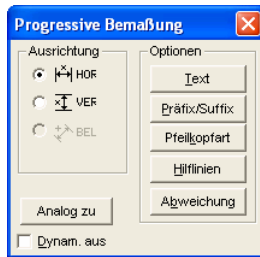 Progressive Bemaßung
Ausrichtung
HOR
VER
BEL
Analog zu
Dynam. aus
Optionen
Text
Präfix/Suffix
Pfeilkopfart
Hilflinien
Abweichung